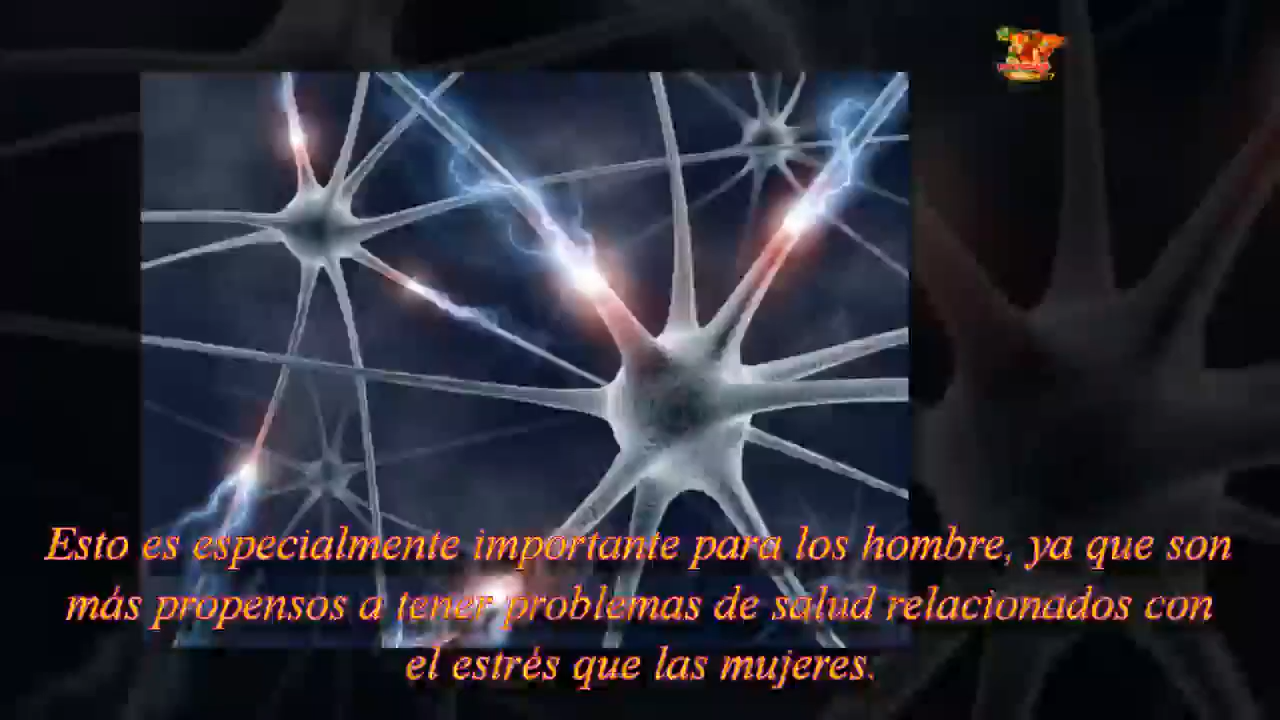 Esto es especialmente importante para los hombre, ya que son
más propensos a tener problemas de salud relacionados con
el estrés que las mujeres.